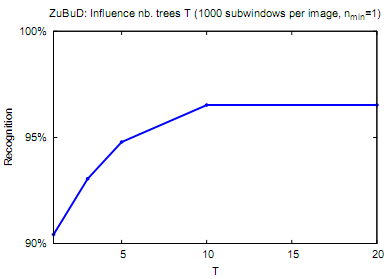 ZuBuD: Influence nb. trees T (1000 subwindows per image, nmin=1)
100%
95%
90%
Recognition
5
10
15
20
T